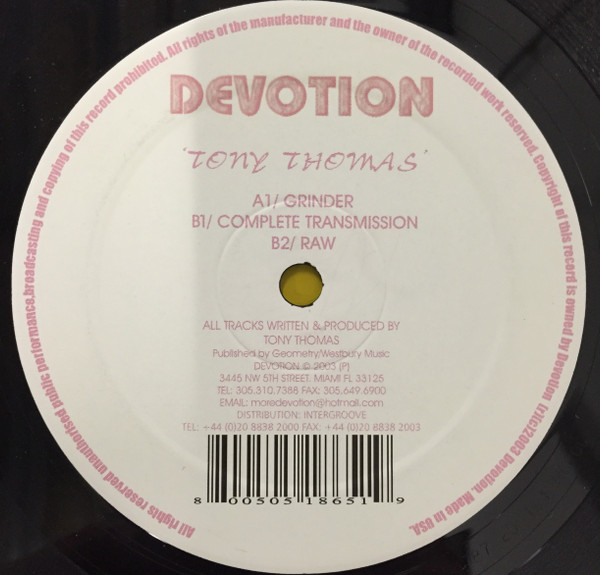 DEVOTION
'TONY THOMAS'
A1/ GRINDER
B1/ COMPLETE TRANSMISSION
B2/ RAW
ALL TRACKS WRITTEN & PRODUCED BY
TONY THOMAS
Published by Geometry/Westbury Music
DEVOTION © 2003 (P)
3445 NW 5TH STREET. MIAMI FL 33125
TEL: 305.310.7388 FAX: 305.649.6900
EMAIL: moredevotion@hotmail.com
DISTRIBUTION: INTERGROOVE
TEL: +44 (0)20 8838 2000 FAX: +44 (0)20 8838 2003
8 00505 18651 9
All rights reserved unauthorised public performance,broadcasting and copying of this record prohibited. All rights of the manufacturer and the owner of the recorded work reserved. Copyright of this record is owned by Devotion [r][c]2003 Devotion. Made in USA.